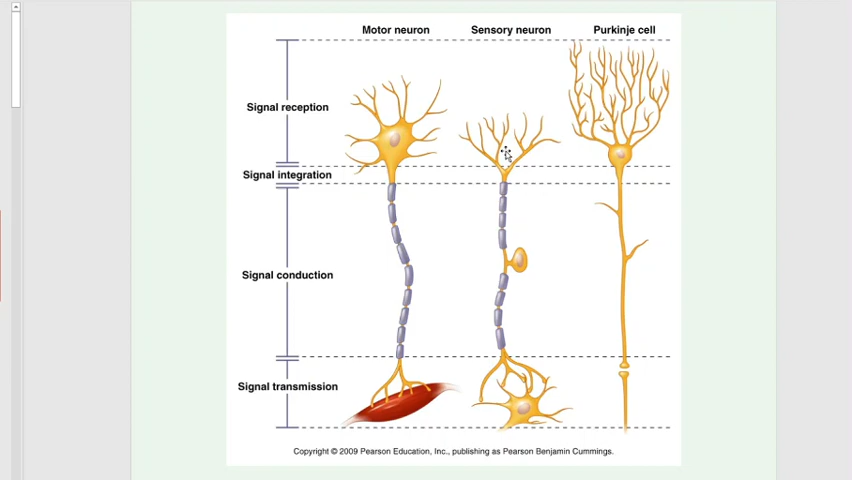 Motor neuron Sensory neuron Purkinje cell
Signal reception
Signal integration
Signal conduction
Signal transmission
Copyright © 2009 Pearson Education, Inc., publishing as Pearson Benjamin Cummings.